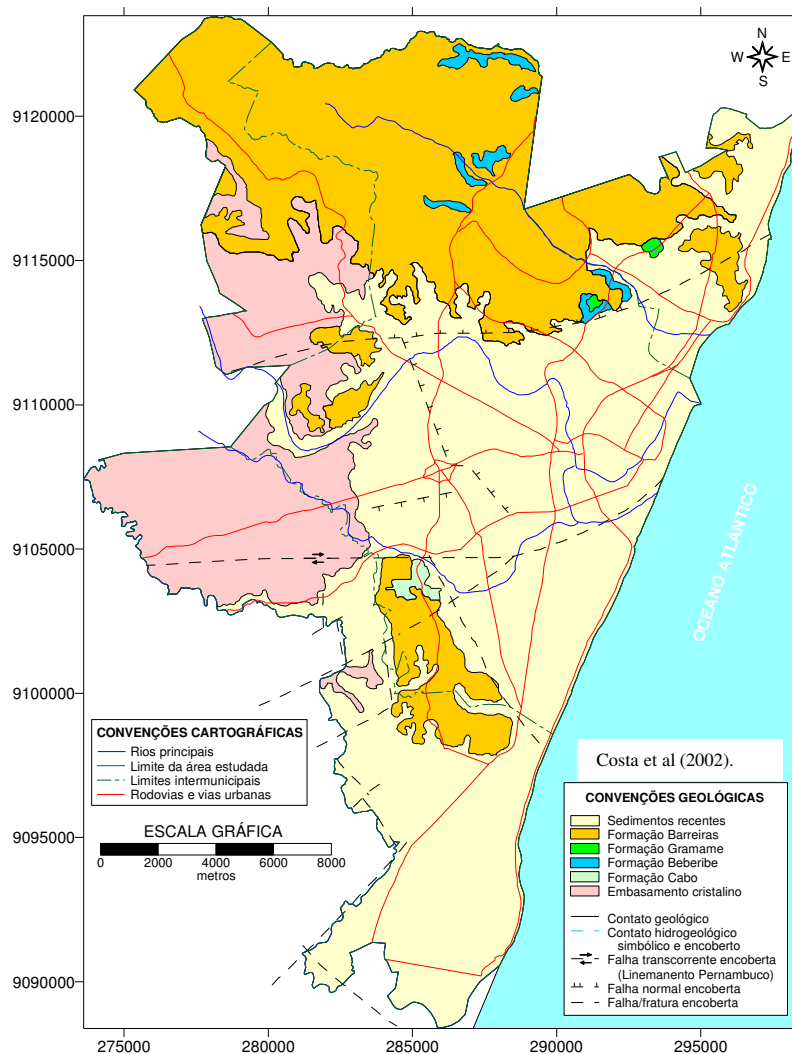 N
W E
S
9120000
9115000
9110000
9105000
9100000
9095000
9090000
OCEANO ATLÂNTICO
CONVENÇÕES CARTOGRÁFICAS
Rios principais
Limite da área estudada
Limites intermunicipais
Rodovias e vias urbanas
ESCALA GRÁFICA
0 2000 4000 6000 8000
metros
Costa et al (2002).
CONVENÇÕES GEOLÓGICAS
Sedimentos recentes
Formação Barreiras
Formação Gramame
Formação Beberibe
Formação Cabo
Embasamento cristalino
Contato geológico
Contato hidrogeológico
simbólico e encoberto
Falha transcorrente encoberta
(Linemanento Pernambuco)
Falha normal encoberta
Falha/fratura encoberta
275000 280000 285000 290000 295000